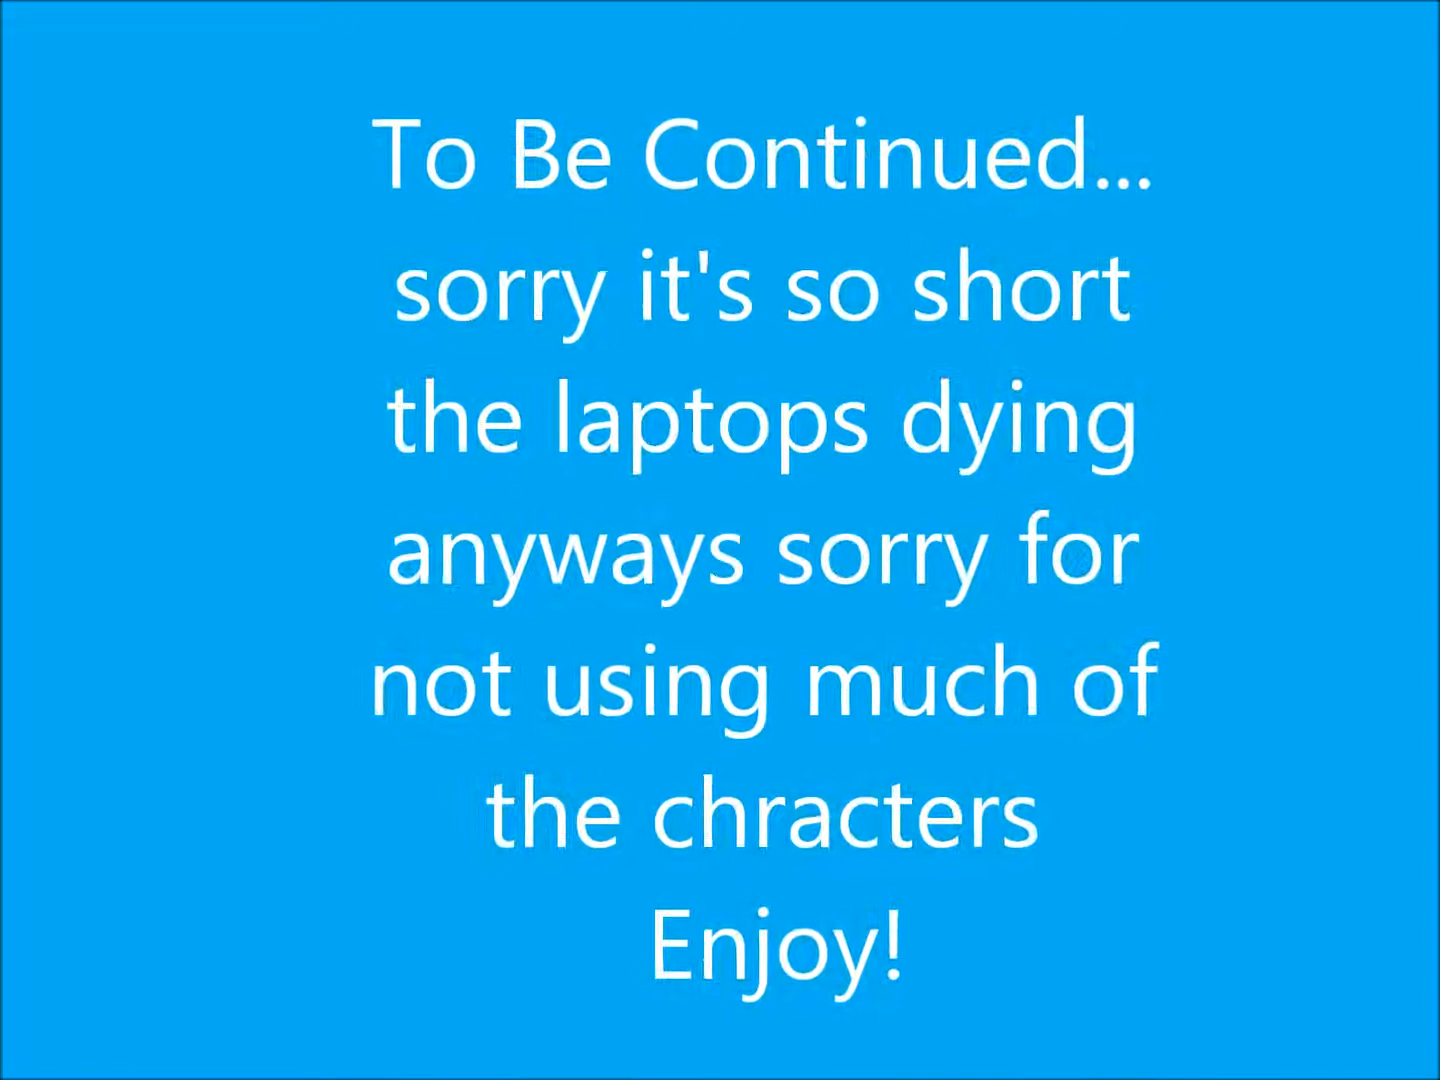 To Be Continued...
sorry it's so short
the laptops dying
anyways sorry for
not using much of
the chracters
Enjoy!